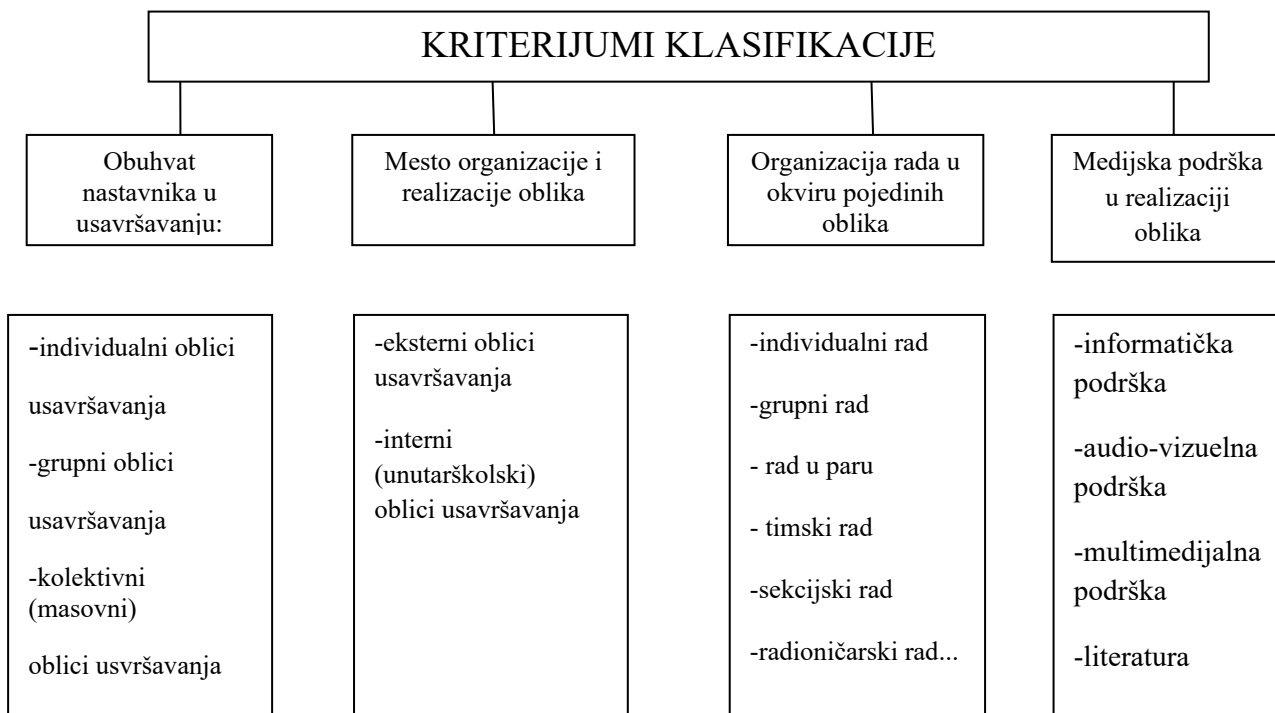 KRITERIJUMI KLASIFIKACIJE
Obuhvat
nastavnika u
usavršavanju:
Mesto organizacije i
realizacije oblika
Organizacija rada u
okviru pojedinih
oblika
Medijska podrška
u realizaciji
oblika
-individualni oblici
usavršavanja
-grupni oblici
usavršavanja
-kolektivni
(masovni)
oblici usvršavanja
-eksterni oblici
usavršavanja
-interni
(unutarškolski)
oblici usavršavanja
-individualni rad
-grupni rad
- rad u paru
- timski rad
-sekcijski rad
-radioničarski rad...
-informatička
podrška
-audio-vizuelna
podrška
-multimedijalna
podrška
-literatura